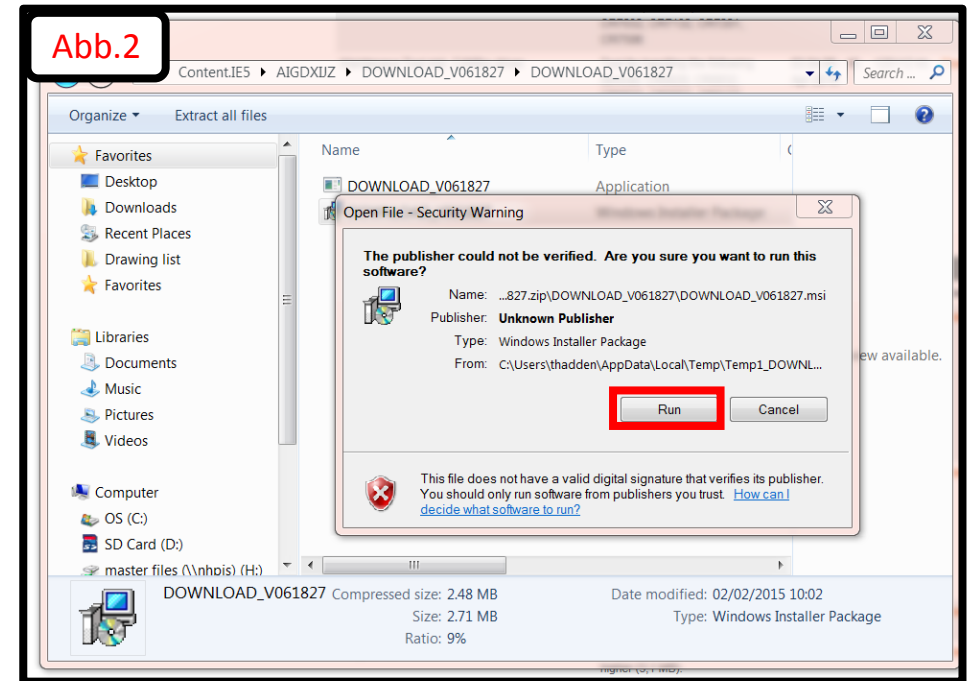 Abb.2
Content.IE5 ▸ AIGDXIJZ ▸ DOWNLOAD_V061827 ▸ DOWNLOAD_V061827
Search ...
Organize Extract all files
Favorites
Desktop
Downloads
Recent Places
Drawing list
Favorites
Libraries
Documents
Music
Pictures
Videos
Computer
OS (C:)
SD Card (D:)
master files (\\nhpis) (H:)
Name Type
DOWNLOAD_V061827 Application
Windows Installer Package
Open File - Security Warning
The publisher could not be verified. Are you sure you want to run this
software?
Name: ...827.zip\DOWNLOAD_V061827\DOWNLOAD_V061827.msi
Publisher: Unknown Publisher
Type: Windows Installer Package
From: C:\Users\thadden\AppData\Local\Temp\Temp1_DOWNL...
Run Cancel
This file does not have a valid digital signature that verifies its publisher.
You should only run software from publishers you trust. How can I
decide what software to run?
ew available.
DOWNLOAD_V061827 Compressed size: 2.48 MB Date modified: 02/02/2015 10:02
Size: 2.71 MB Type: Windows Installer Package
Ratio: 9%